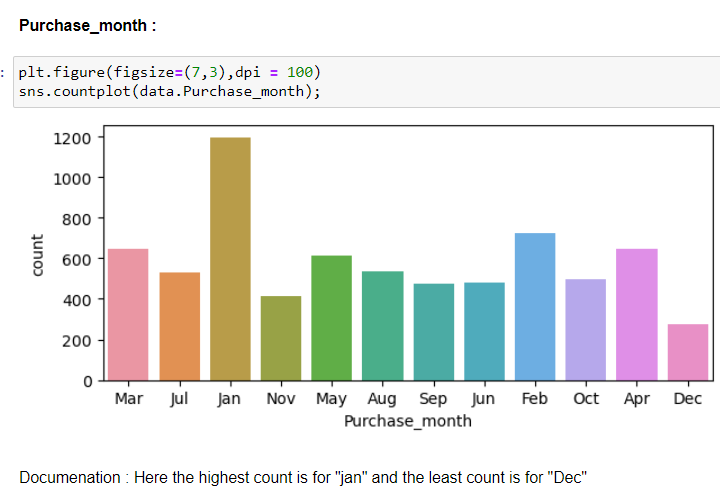 Purchase_month :
: plt.figure(figsize=(7,3),dpi = 100)
sns.countplot(data.Purchase_month);
1200
1000
800
600
400
200
0
count
Mar Jul Jan Nov May Aug Sep Jun Feb Oct Apr Dec
Purchase_month
Documenation : Here the highest count is for "jan" and the least count is for "Dec"